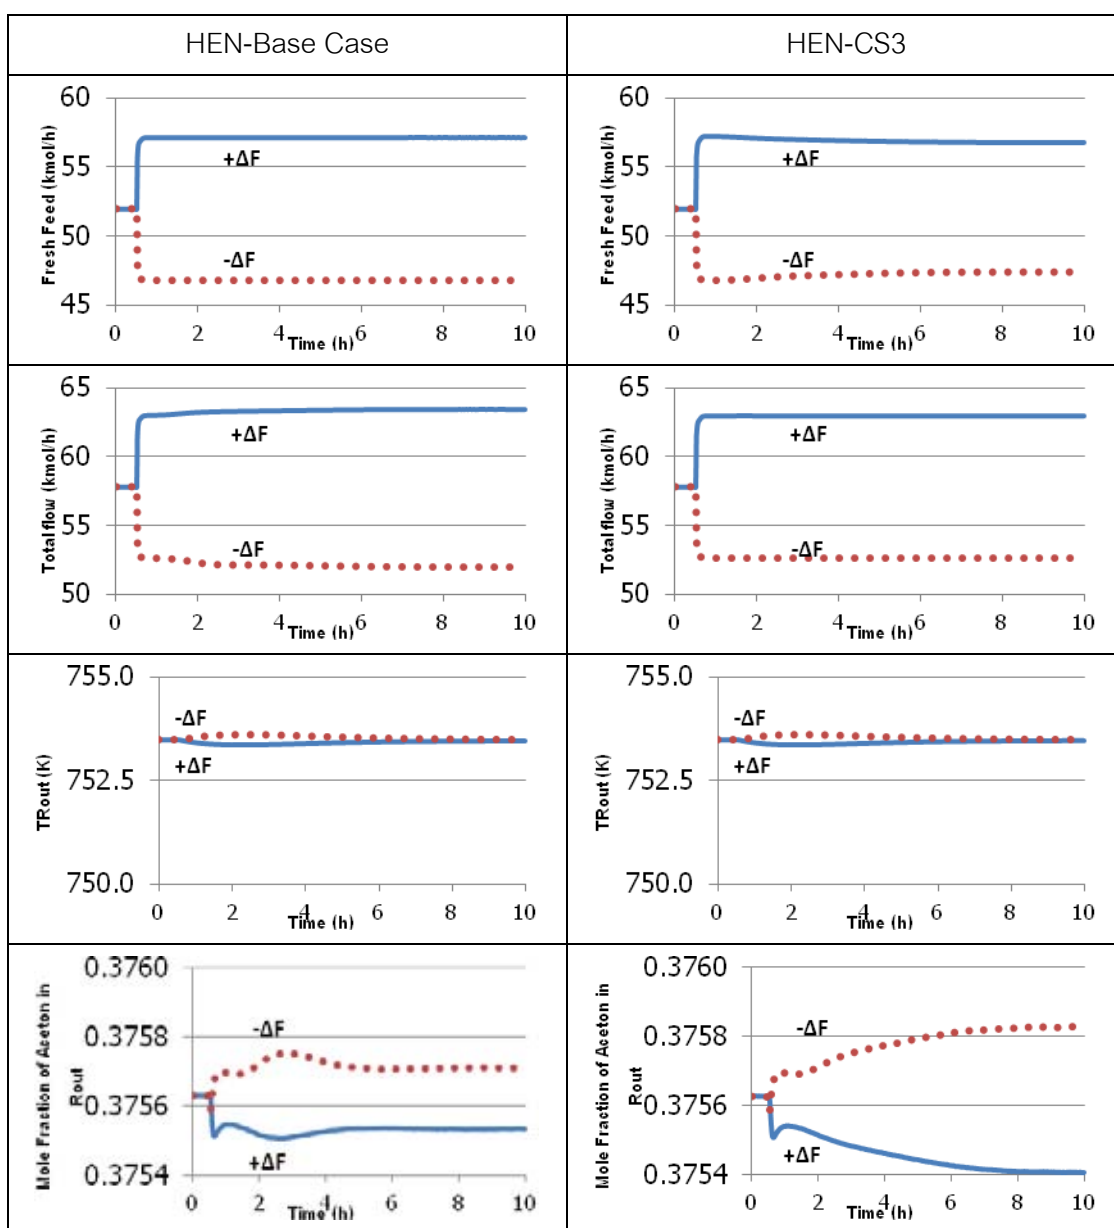 HEN-Base Case
HEN-CS3
Fresh Feed (kmol/h)
60
55
50
45
+ΔF
-ΔF
0 2 4 6 8 10
Time (h)
Fresh Feed (kmol/h)
60
55
50
45
+ΔF
-ΔF
0 2 4 6 8 10
Time (h)
Total flow (kmol/h)
65
60
55
50
+ΔF
-ΔF
0 2 4 6 8 10
Time (h)
Total flow (kmol/h)
65
60
55
50
+ΔF
-ΔF
0 2 4 6 8 10
Time (h)
TRout (K)
755.0
752.5
750.0
-ΔF
+ΔF
0 2 4 6 8 10
Time (h)
TRout (K)
755.0
752.5
750.0
-ΔF
+ΔF
0 2 4 6 8 10
Time (h)
Mole Fraction of Aceton in
Rout
0.3760
0.3758
0.3756
0.3754
-ΔF
+ΔF
0 2 4 6 8 10
Time (h)
Mole Fraction of Aceton in
Rout
0.3760
0.3758
0.3756
0.3754
-ΔF
+ΔF
0 2 4 6 8 10
Time (h)